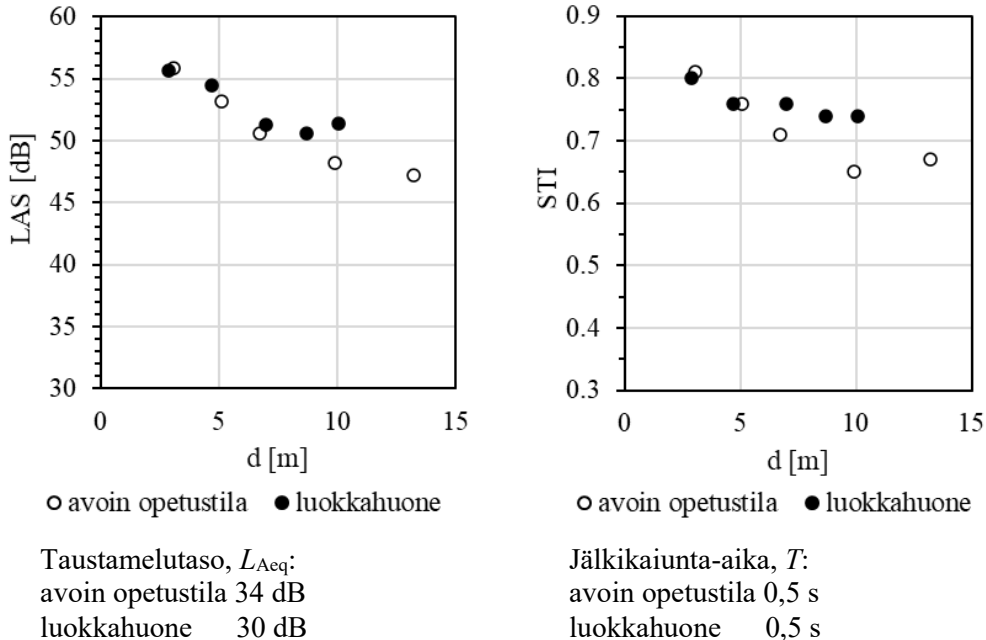 60
55
50
45
40
35
30
LAS [dB]
0 5 10 15
d [m]
○ avoin opetustila ● luokkahuone
Taustamelutaso, LAeq:
avoin opetustila 34 dB
luokkahuone 30 dB
0.9
0.8
0.7
0.6
0.5
0.4
0.3
STI
0 5 10 15
d [m]
○ avoin opetustila ● luokkahuone
Jälkikaiunta-aika, T:
avoin opetustila 0,5 s
luokkahuone 0,5 s